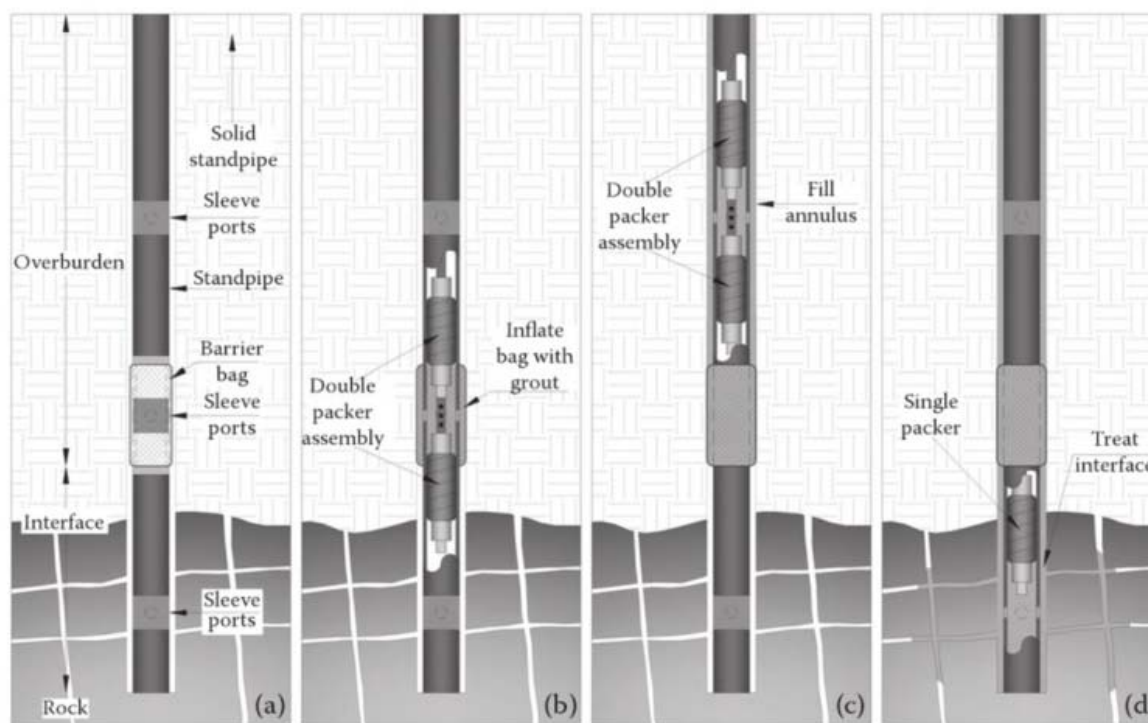 Solid
standpipe
Sleeve
ports
Overburden
Standpipe
Barrier
bag
Sleeve
ports
Interface
Sleeve
ports
Rock
(a)
Inflate
bag with
grout
Double
packer
assembly
(b)
Double
packer
assembly
Fill
annulus
(c)
Single
packer
Treat
interface
(d)